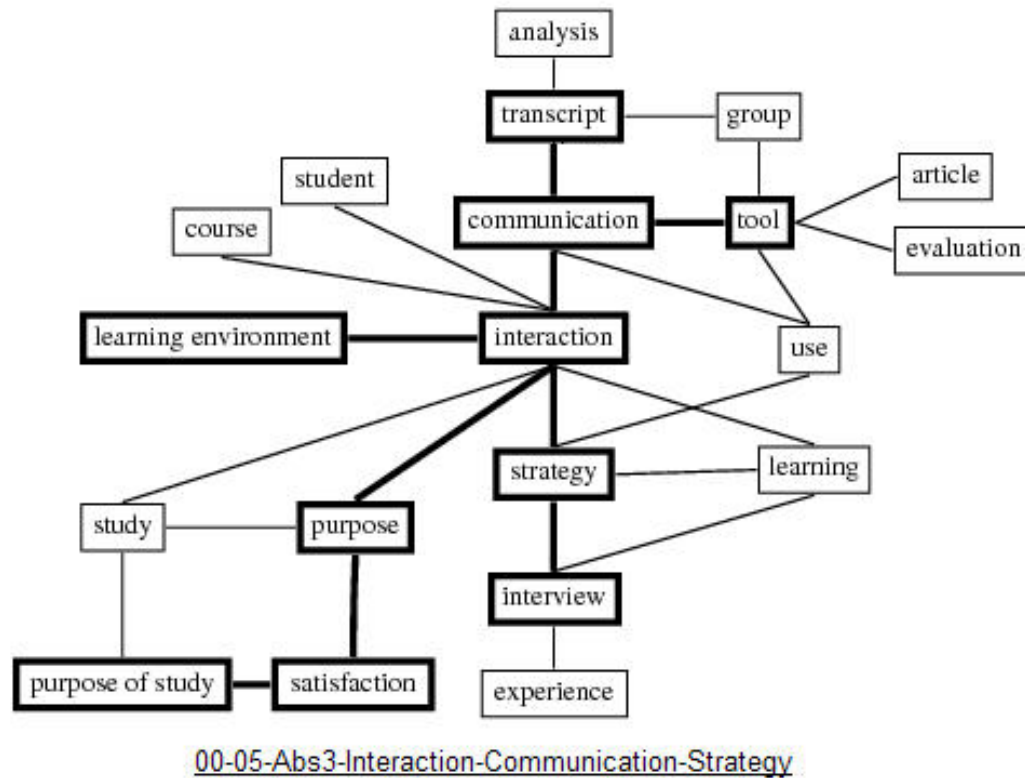 analysis
transcript
group
student
article
course
communication
tool
evaluation
learning environment
interaction
use
strategy
learning
study
purpose
interview
purpose of study
satisfaction
experience
00-05-Abs3-Interaction-Communication-Strategy